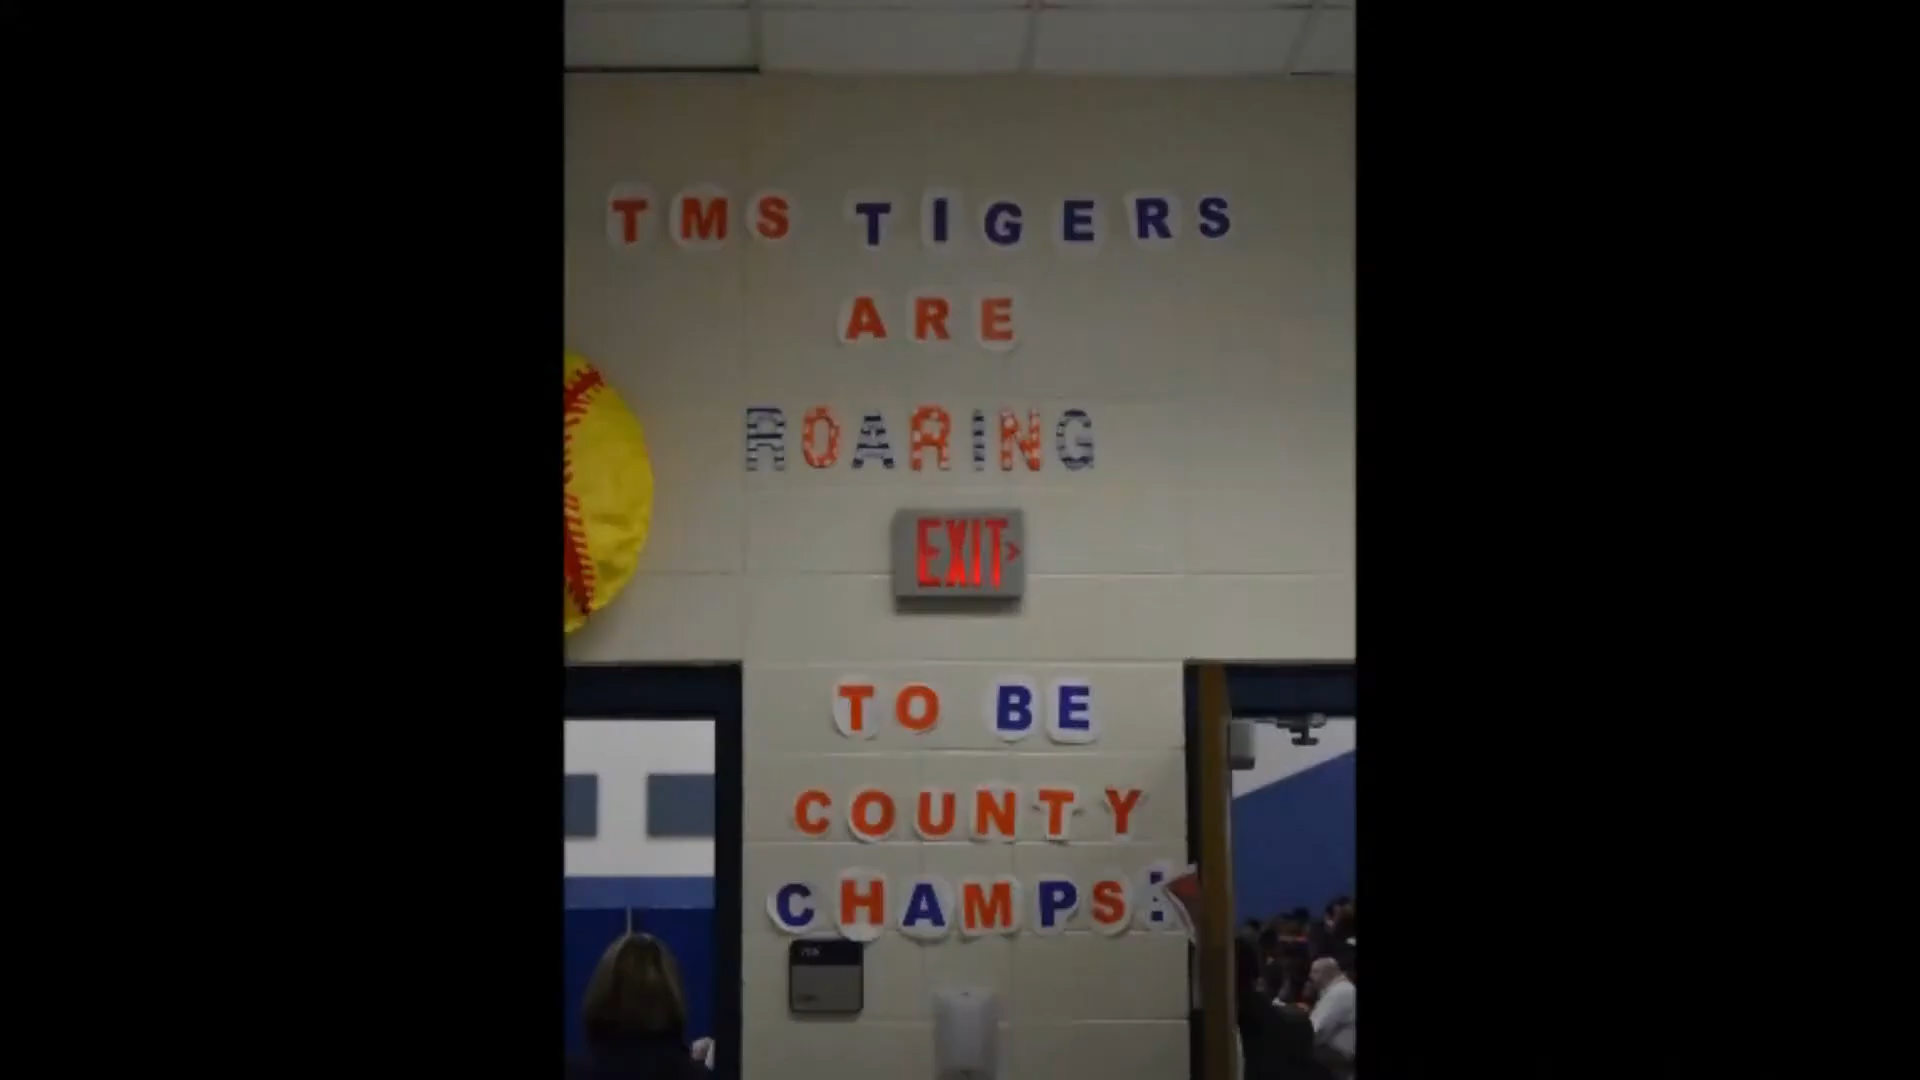 TMS TIGERS
ARE
ROARING
EXIT
TO BE
COUNTY
CHAMPS!